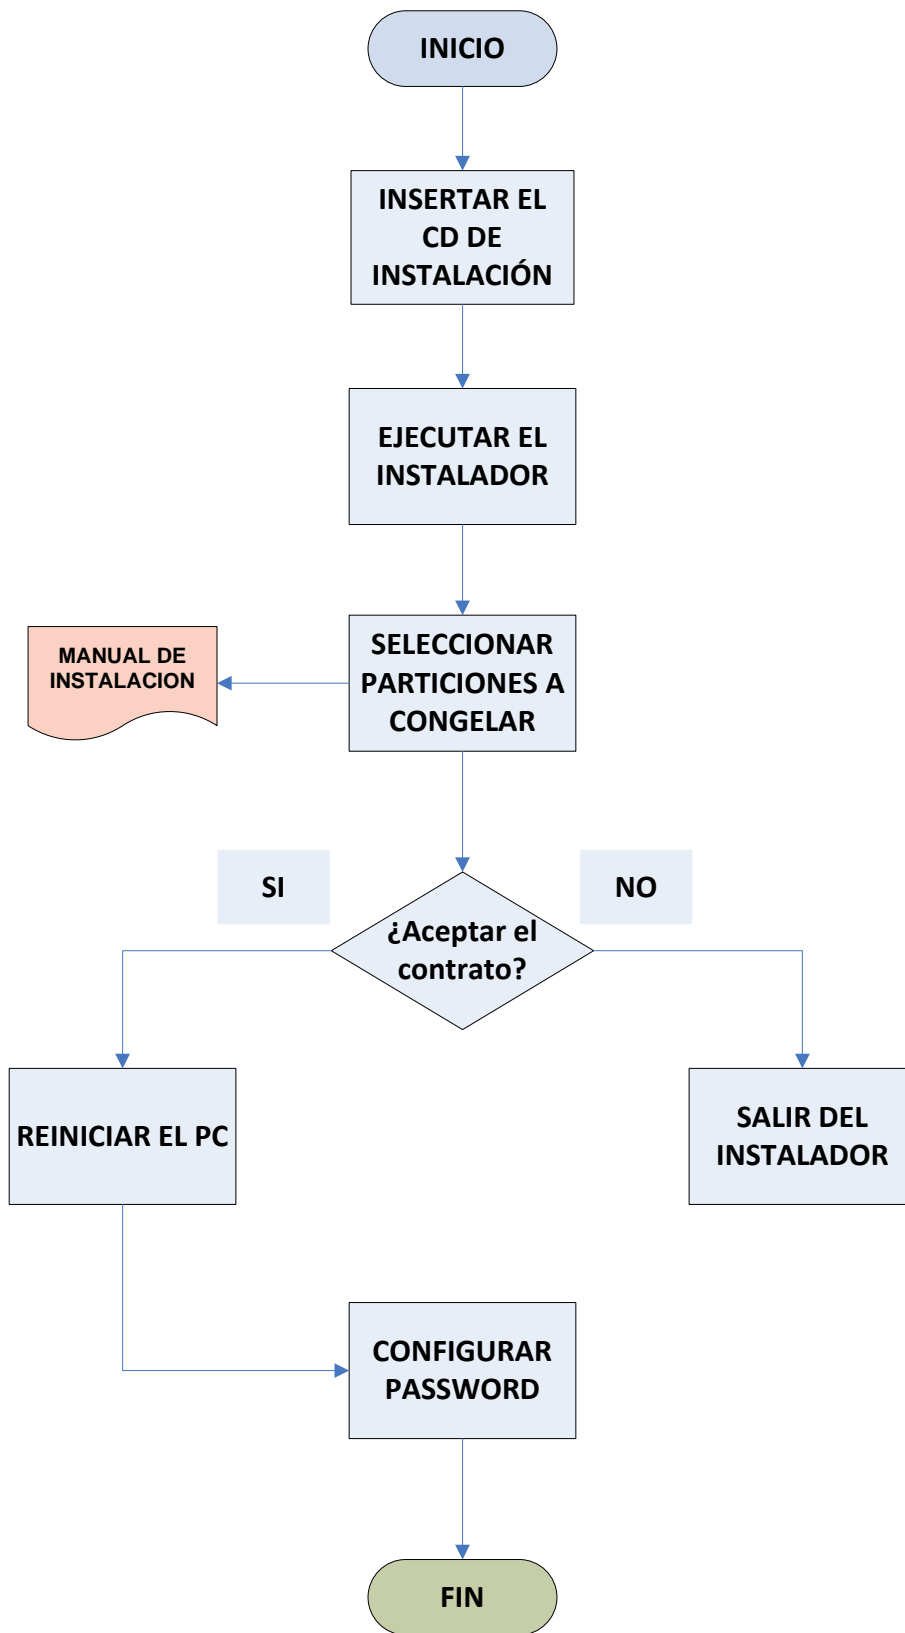 INICIO
INSERTAR EL
CD DE
INSTALACIÓN
EJECUTAR EL
INSTALADOR
SELECCIONAR
PARTICIONES A
CONGELAR
MANUAL DE
INSTALACION
SI
NO
¿Aceptar el
contrato?
REINICIAR EL PC
SALIR DEL
INSTALADOR
CONFIGURAR
PASSWORD
FIN